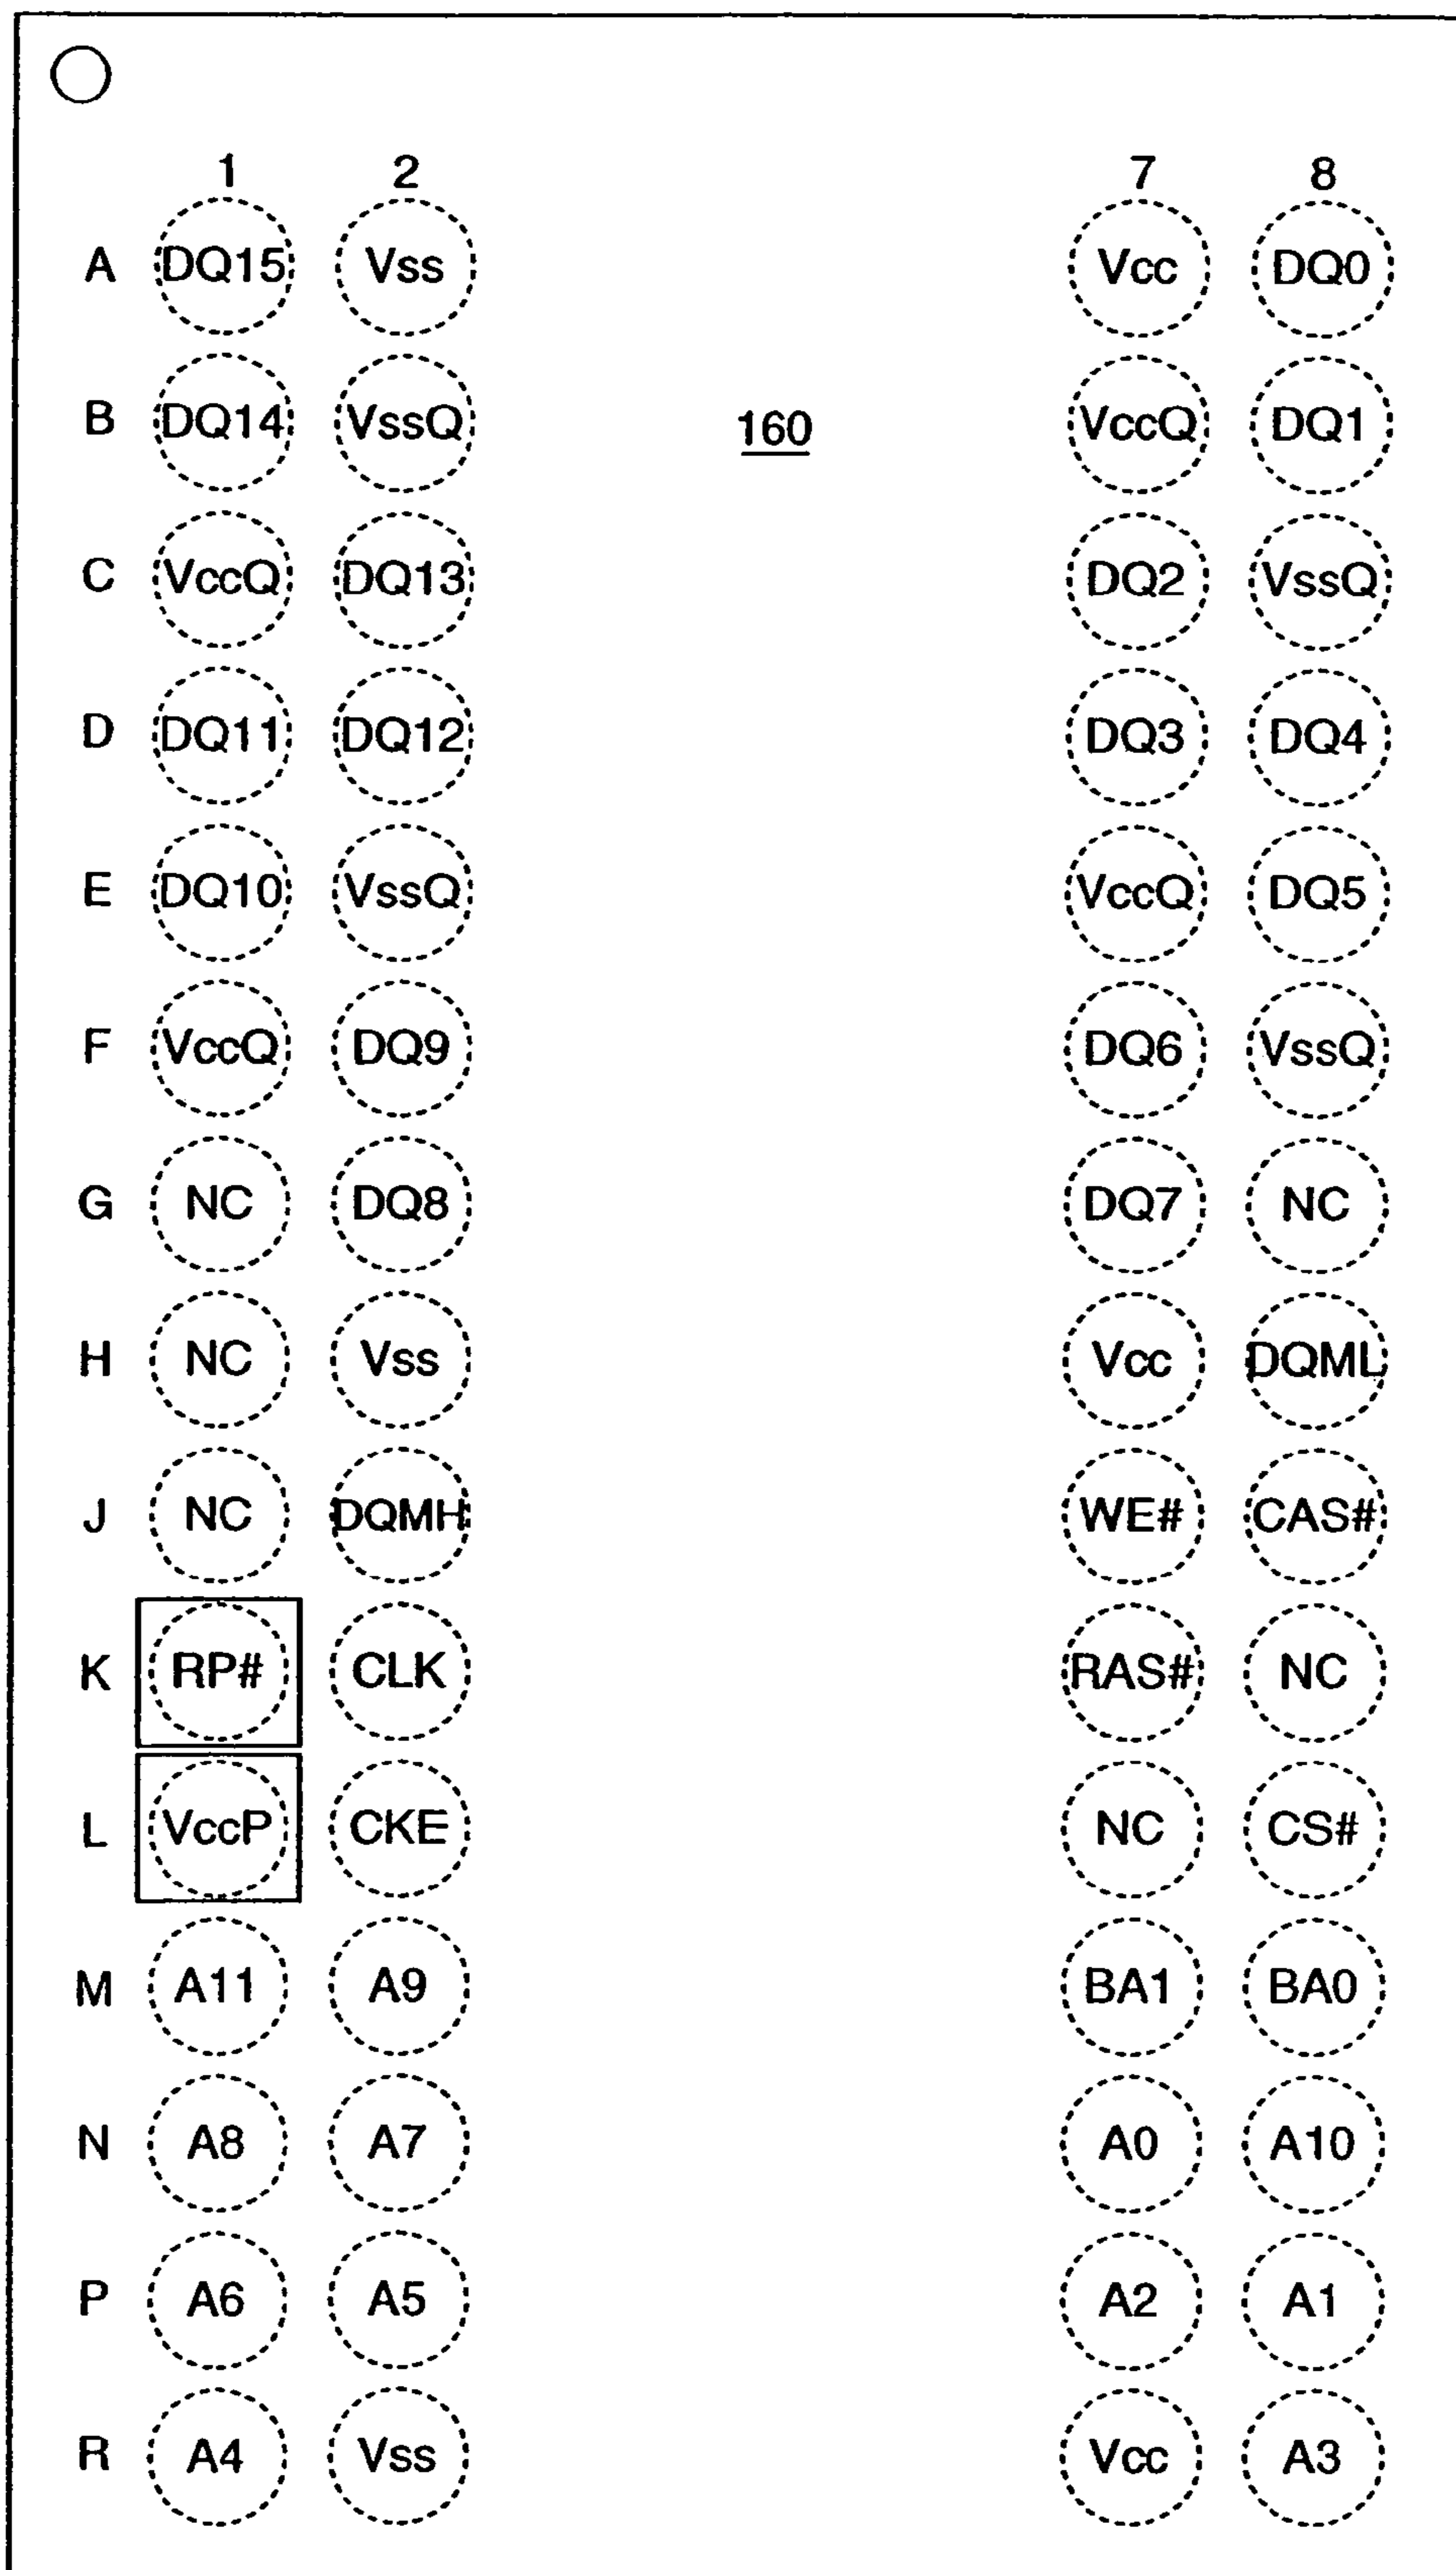 1 2 7 8
A DQ15 Vss Vcc DQ0
B DQ14 VssQ 160 VccQ DQ1
C VccQ DQ13 DQ2 VssQ
D DQ11 DQ12 DQ3 DQ4
E DQ10 VssQ VccQ DQ5
F VccQ DQ9 DQ6 VssQ
G NC DQ8 DQ7 NC
H NC Vss Vcc DQML
J NC DQMH WE# CAS#
K RP# CLK RAS# NC
L VccP CKE NC CS#
M A11 A9 BA1 BA0
N A8 A7 A0 A10
P A6 A5 A2 A1
R A4 Vss Vcc A3